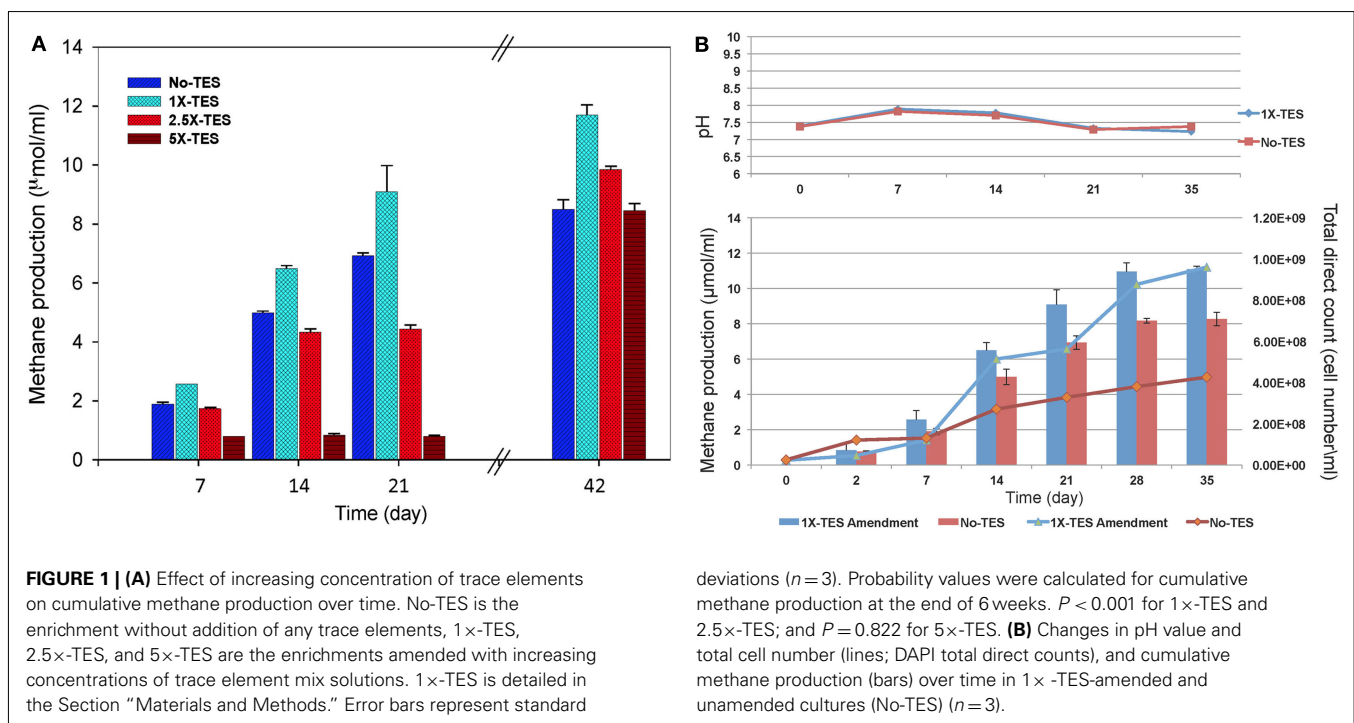 A
14
12
10
8
6
4
2
0
Methane production (µmol/ml)
No-TES
1X-TES
2.5X-TES
5X-TES
7 14 21 42
Time (day)
B
10
9.5
9
8.5
8
7.5
7
6.5
6
pH
0 7 14 21 35
1X-TES
No-TES
14
12
10
8
6
4
2
0
Methane production (µmol/ml)
1.20E+09
1.00E+09
8.00E+08
6.00E+08
4.00E+08
2.00E+08
0.00E+00
Total direct count (cell number\ml)
0 2 7 14 21 28 35
Time (day)
1X-TES Amendment No-TES 1X-TES Amendment No-TES
FIGURE 1 | (A) Effect of increasing concentration of trace elements
on cumulative methane production over time. No-TES is the
enrichment without addition of any trace elements, 1×-TES,
2.5×-TES, and 5×-TES are the enrichments amended with increasing
concentrations of trace element mix solutions. 1×-TES is detailed in
the Section “Materials and Methods.” Error bars represent standard
deviations (n = 3). Probability values were calculated for cumulative
methane production at the end of 6 weeks. P < 0.001 for 1×-TES and
2.5×-TES; and P = 0.822 for 5×-TES. (B) Changes in pH value and
total cell number (lines; DAPI total direct counts), and cumulative
methane production (bars) over time in 1× -TES-amended and
unamended cultures (No-TES) (n = 3).